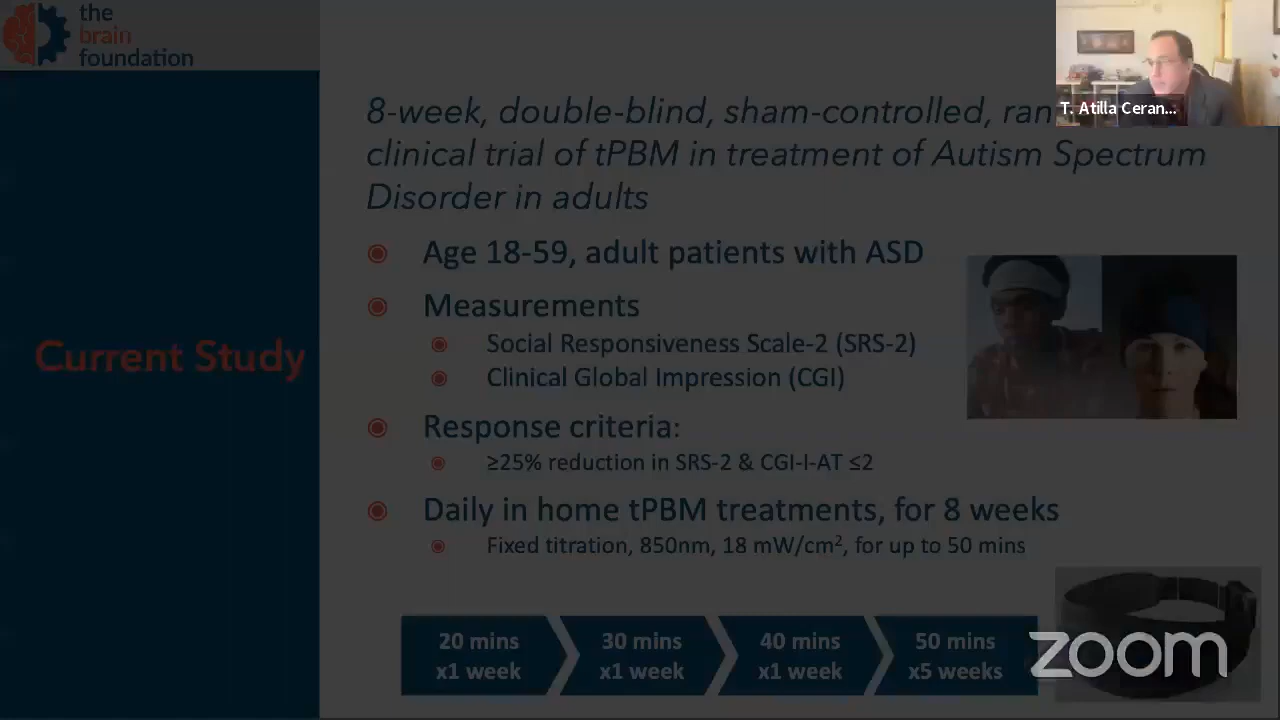 the
brain
foundation
T. Atilla Ceran...
8-week, double-blind, sham-controlled, ran
clinical trial of tPBM in treatment of Autism Spectrum
Disorder in adults
Age 18-59, adult patients with ASD
Measurements
Social Responsiveness Scale-2 (SRS-2)
Clinical Global Impression (CGI)
Current Study
Response criteria:
≥25% reduction in SRS-2 & CGI-I-AT ≤2
Daily in home tPBM treatments, for 8 weeks
Fixed titration, 850nm, 18 mW/cm², for up to 50 mins
20 mins
x1 week
30 mins
x1 week
40 mins
x1 week
50 mins
x5 weeks
zoom